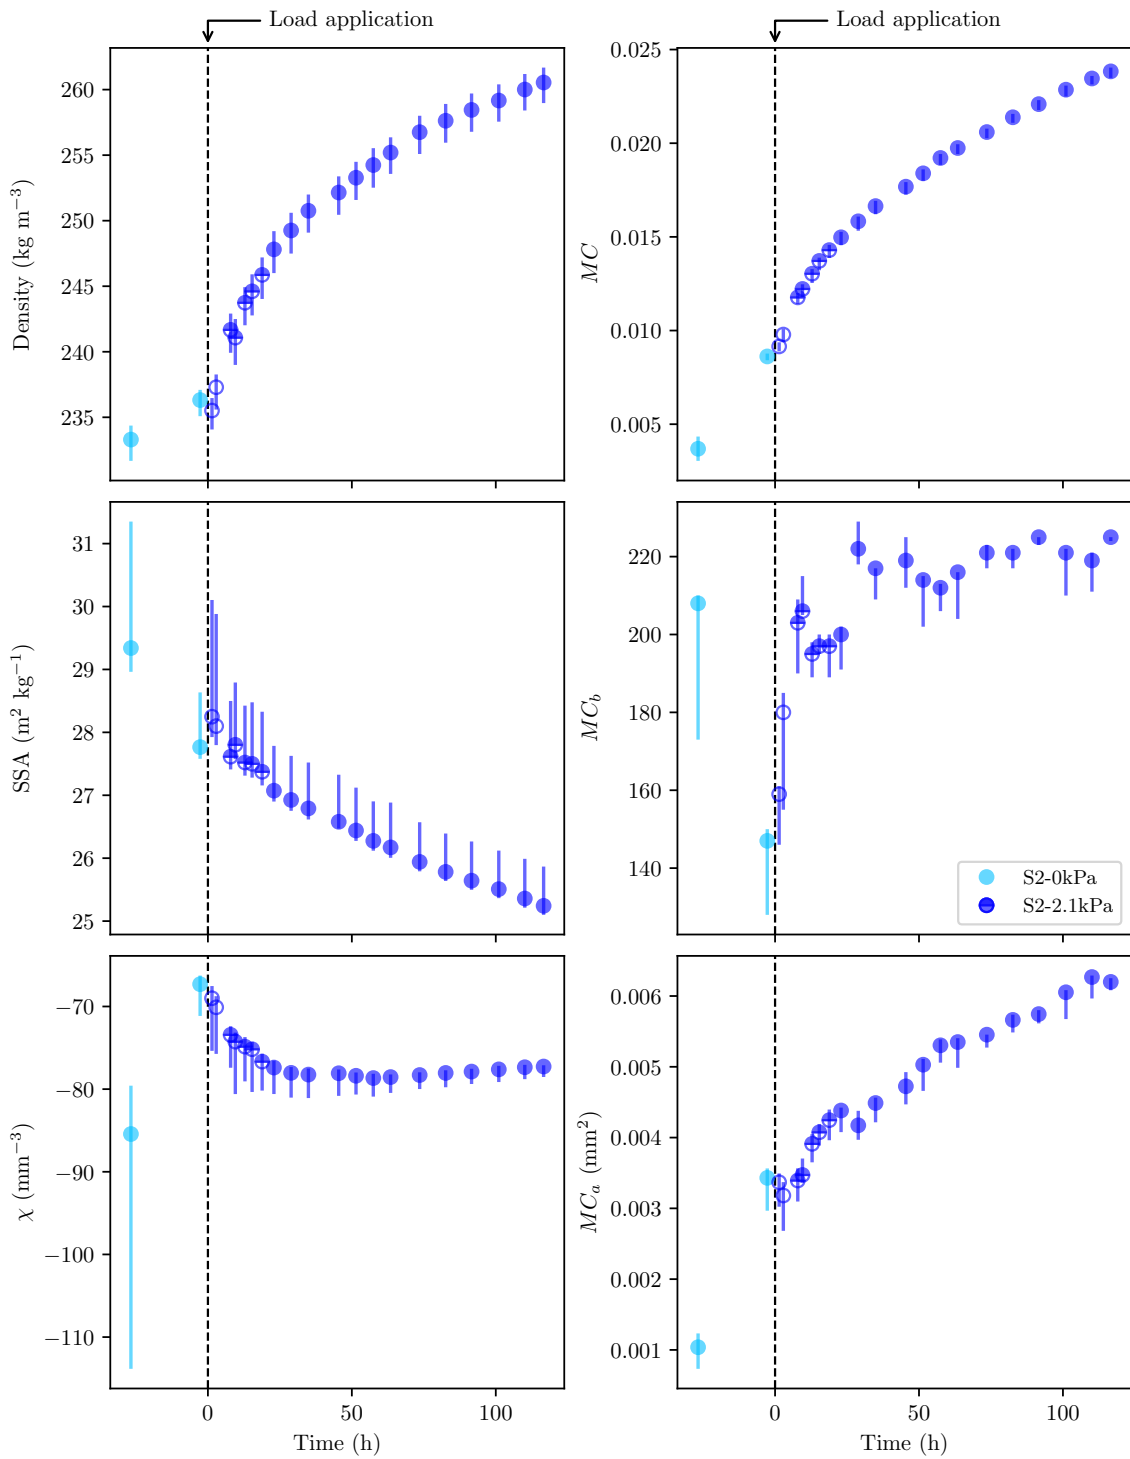 Load application
Load application
260
255
250
245
240
235
Density (kg m⁻³)
0.025
0.020
0.015
0.010
0.005
MC
31
30
29
28
27
26
25
SSA (m² kg⁻¹)
220
200
180
160
140
MC_b
S2-0kPa
S2-2.1kPa
−70
−80
−90
−100
−110
χ (mm⁻³)
0 50 100
Time (h)
0.006
0.005
0.004
0.003
0.002
0.001
MC_a (mm²)
0 50 100
Time (h)